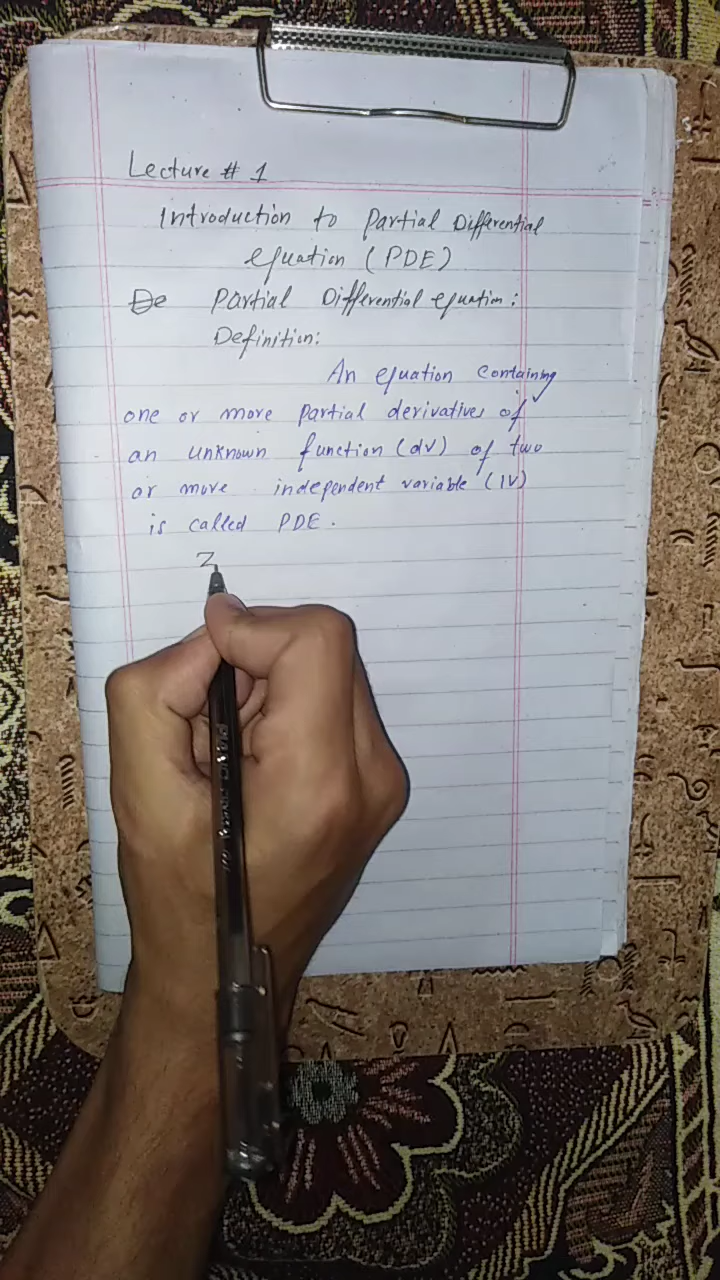 Lecture # 1
Introduction to Partial Differential
equation (PDE)
De Partial Differential equation:
Definition:
An equation containing
one or more partial derivatives of
an unknown function (dv) of two
or more independent variable (IV)
is called PDE.
Z